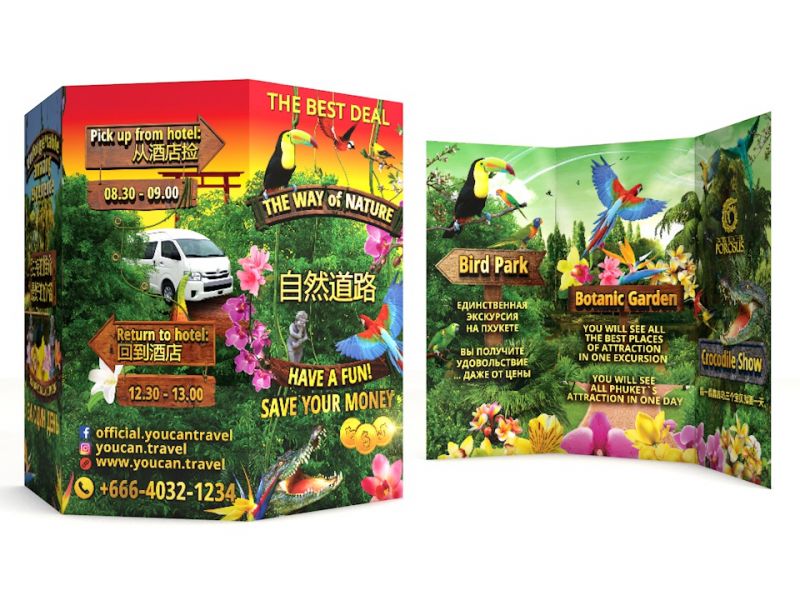 THE BEST DEAL
Pick up from hotel:
从酒店捡
08.30 - 09.00
THE WAY of NATURE
自然道路
Return to hotel:
回到酒店
12.30 - 13.00
HAVE A FUN!
SAVE YOUR MONEY
official.youcantravel
youcan.travel
www.youcan.travel
+666-4032-1234
Bird Park
ЕДИНСТВЕННАЯ
ЭКСКУРСИЯ
НА ПХУКЕТЕ
ВЫ ПОЛУЧИТЕ
УДОВОЛЬСТВИЕ
... ДАЖЕ ОТ ЦЕНЫ
Botanic Garden
YOU WILL SEE ALL
THE BEST PLACES
OF ATTRACTION
IN ONE EXCURSION
YOU WILL SEE
ALL PHUKET`S
ATTRACTION IN ONE DAY
POROSUS
Crocodile Show